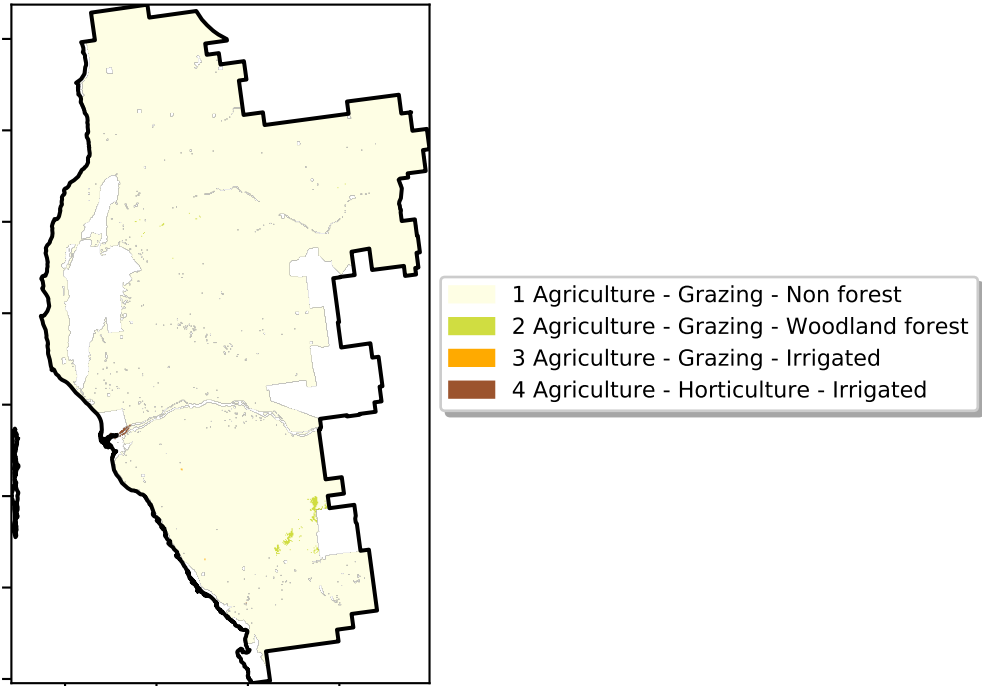 1 Agriculture - Grazing - Non forest
2 Agriculture - Grazing - Woodland forest
3 Agriculture - Grazing - Irrigated
4 Agriculture - Horticulture - Irrigated